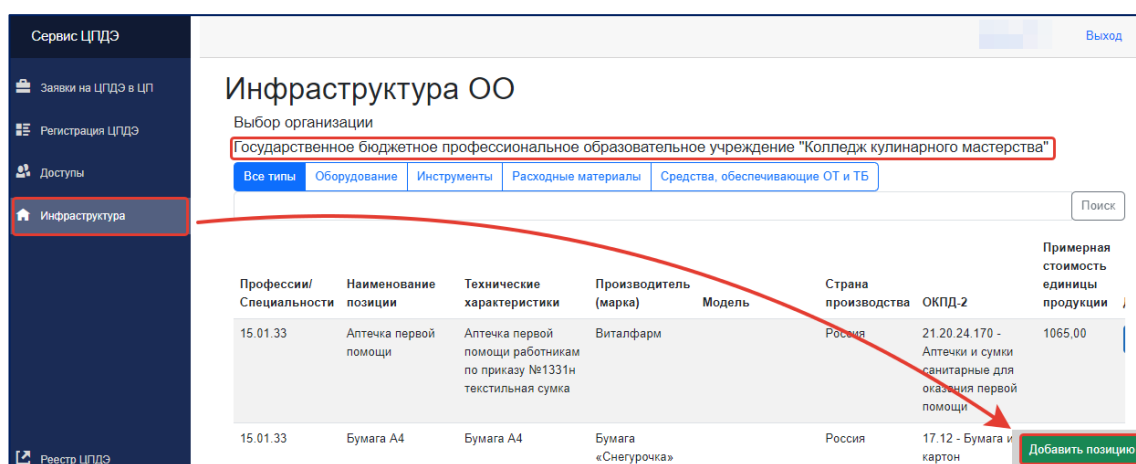 Сервис ЦПДЭ
Выход
Заявки на ЦПДЭ в ЦП
Регистрация ЦПДЭ
Доступы
Инфраструктура
Реестр ЦПДЭ
Инфраструктура ОО
Выбор организации
Государственное бюджетное профессиональное образовательное учреждение "Колледж кулинарного мастерства"
Все типы Оборудование Инструменты Расходные материалы Средства, обеспечивающие ОТ и ТБ
Поиск
Примерная
стоимость
Профессии/ Наименование Технические Производитель Страна единицы
Специальности позиции характеристики (марка) Модель производства ОКПД-2 продукции
15.01.33 Аптечка первой Аптечка первой Виталфарм Россия 21.20.24.170 - 1065,00
помощи помощи работникам Аптечки и сумки
по приказу №1331н санитарные для
текстильная сумка оказания первой
помощи
15.01.33 Бумага А4 Бумага А4 Бумага Россия 17.12 - Бумага и
«Снегурочка» картон
Добавить позицию